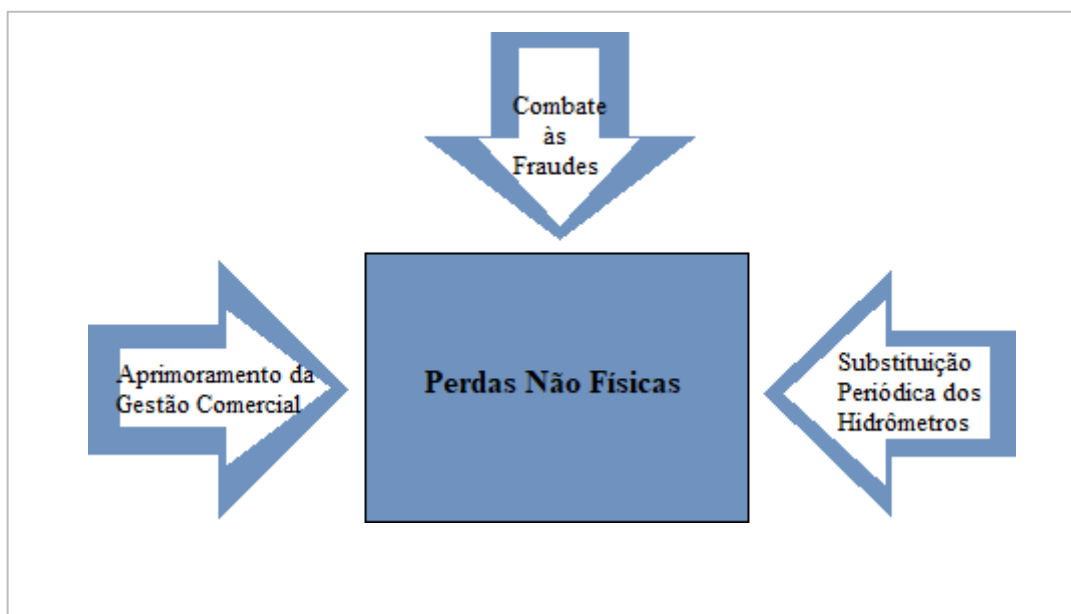 Combate
às
Fraudes
Aprimoramento da
Gestão Comercial
Perdas Não Físicas
Substituição
Periódica dos
Hidrômetros